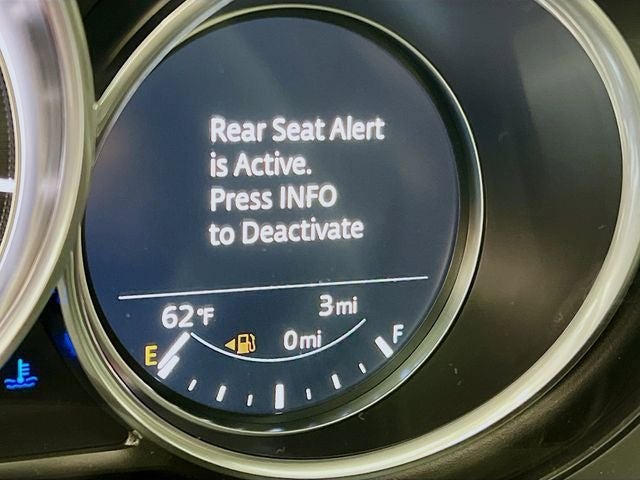 Rear Seat Alert
is Active.
Press INFO
to Deactivate
62°F 3mi
E 0mi F